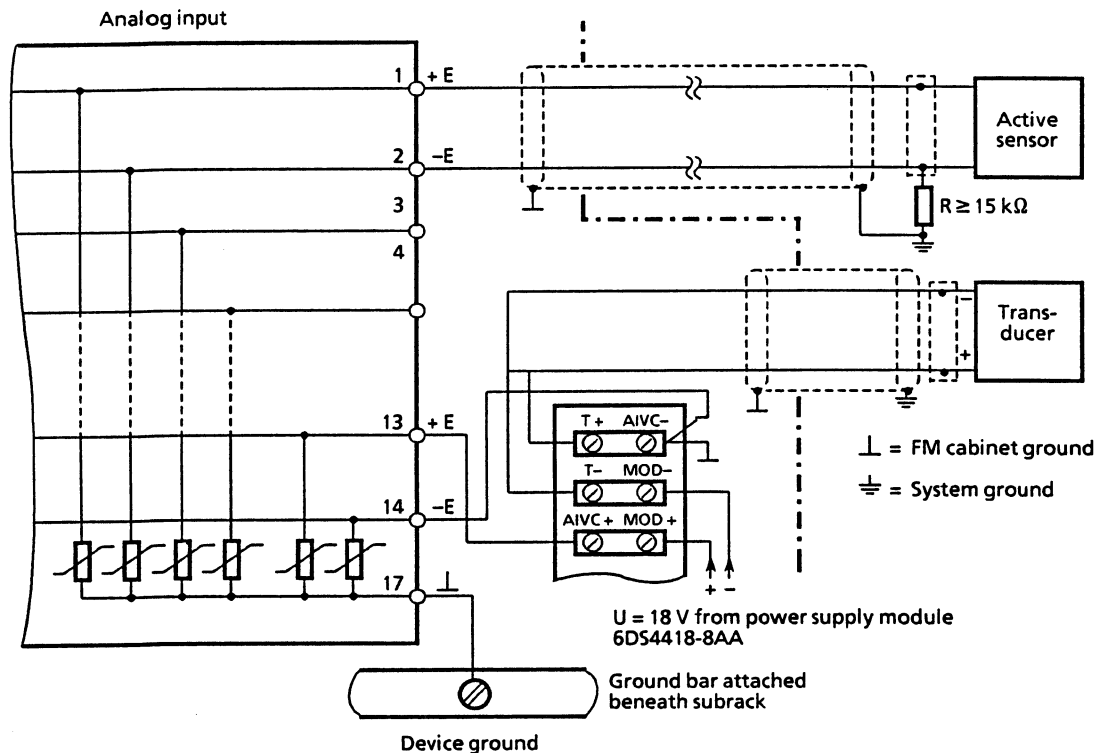 Analog input
1 + E
Active
sensor
2 –E
3
R ≥ 15 kΩ
4
Trans-
ducer
–
+
13 + E
T + AIVC–
⊥ = FM cabinet ground
T– MOD–
⏚ = System ground
14 –E
AIVC + MOD +
17 ⊥
+ –
U = 18 V from power supply module
6DS4418-8AA
Ground bar attached
beneath subrack
Device ground